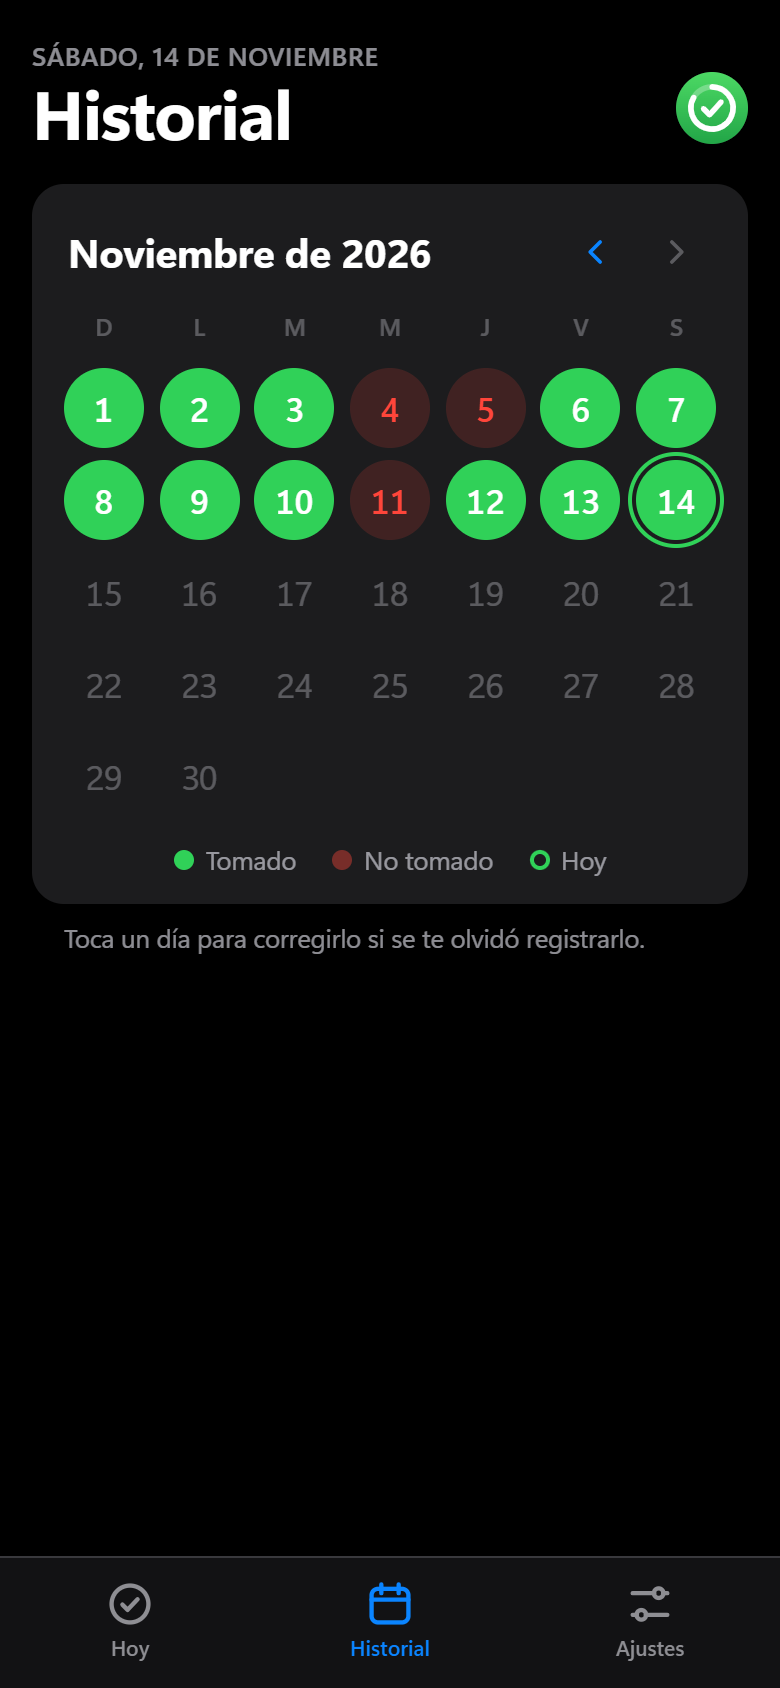 SÁBADO, 14 DE NOVIEMBRE
Historial
Noviembre de 2026
D L M M J V S
1 2 3 4 5 6 7
8 9 10 11 12 13 14
15 16 17 18 19 20 21
22 23 24 25 26 27 28
29 30
Tomado No tomado Hoy
Toca un día para corregirlo si se te olvidó registrarlo.
Hoy Historial Ajustes